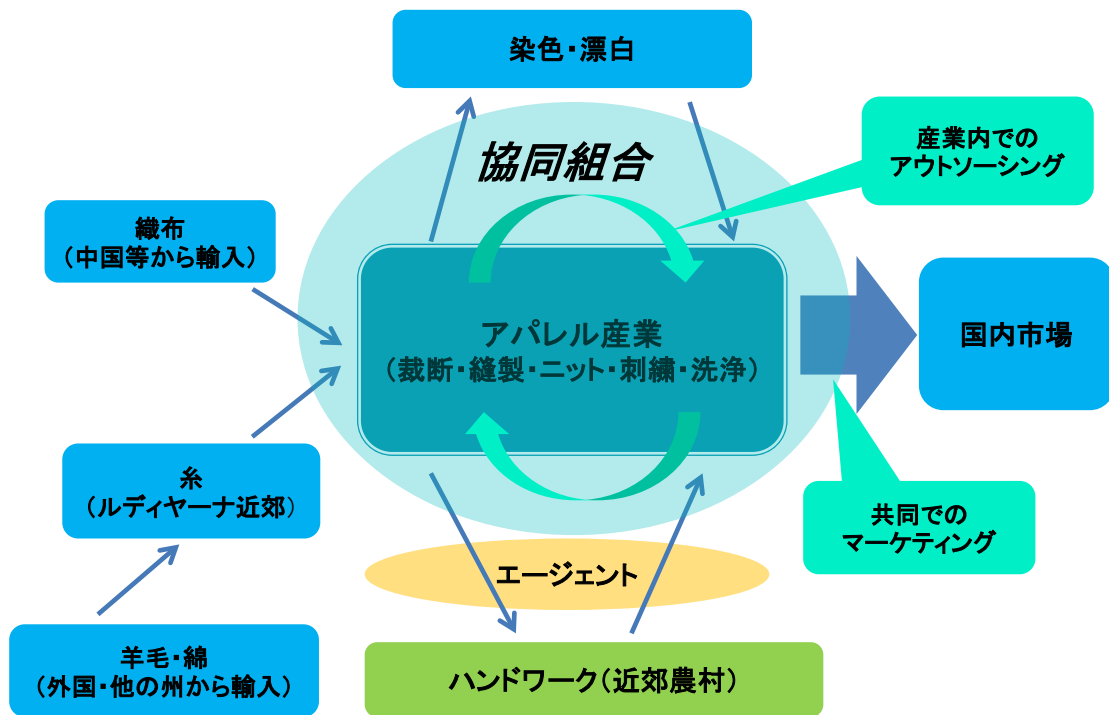 染色・漂白
協同組合
産業内での
アウトソーシング
織布
（中国等から輸入）
アパレル産業
（裁断・縫製・ニット・刺繍・洗浄）
国内市場
糸
（ルディヤーナ近郊）
共同での
マーケティング
エージェント
羊毛・綿
（外国・他の州から輸入）
ハンドワーク（近郊農村）